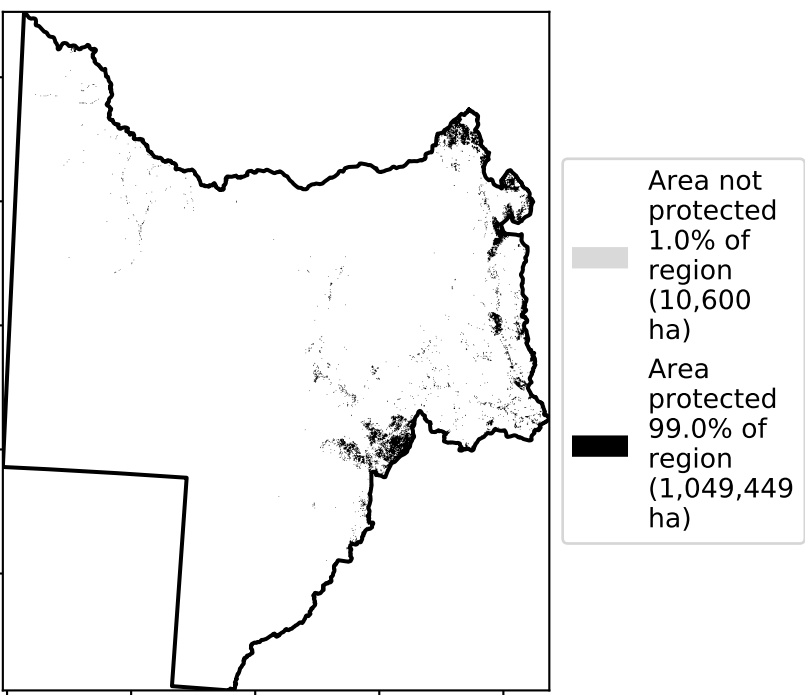 Area not
protected
1.0% of
region
(10,600
ha)
Area
protected
99.0% of
region
(1,049,449
ha)